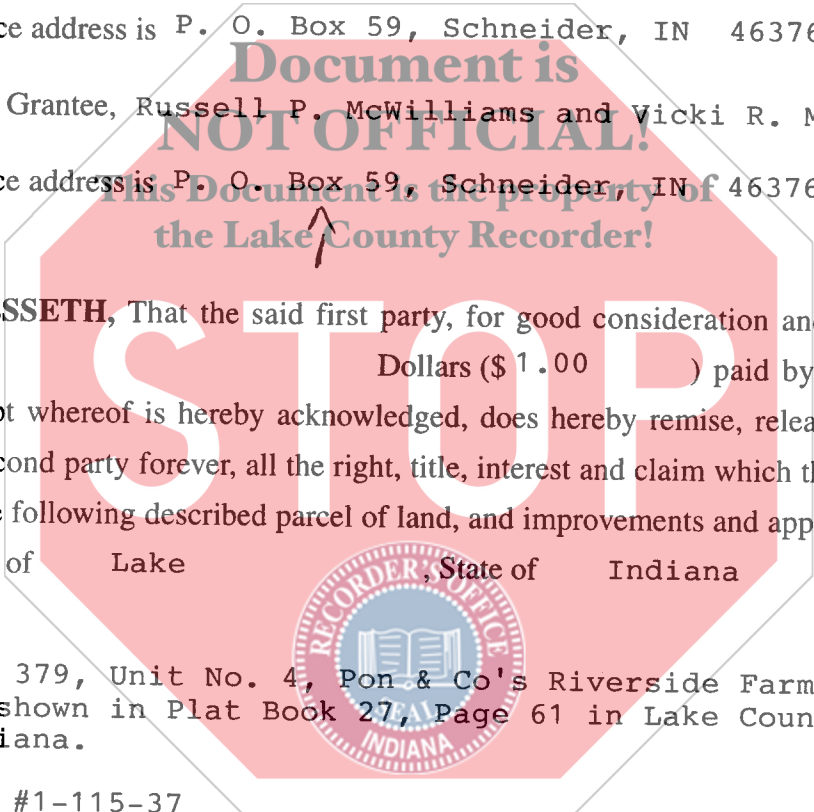 ce address is P. O. Box 59, Schneider, IN 46376
Document is
Grantee, Russell P. McWilliams and Vicki R. M
NOT OFFICIAL!
ce address is P. O. Box 59, Schneider, IN 46376
This Document is the property of
the Lake County Recorder!
SSETH, That the said first party, for good consideration an
Dollars ($ 1.00 ) paid by
STOP
pt whereof is hereby acknowledged, does hereby remise, relea
cond party forever, all the right, title, interest and claim which th
e following described parcel of land, and improvements and app
of Lake , State of Indiana
RECORDER'S OFFICE
SEAL
INDIANA
379, Unit No. 4, Pon & Co's Riverside Farm
shown in Plat Book 27, Page 61 in Lake Coun
iana.
#1-115-37